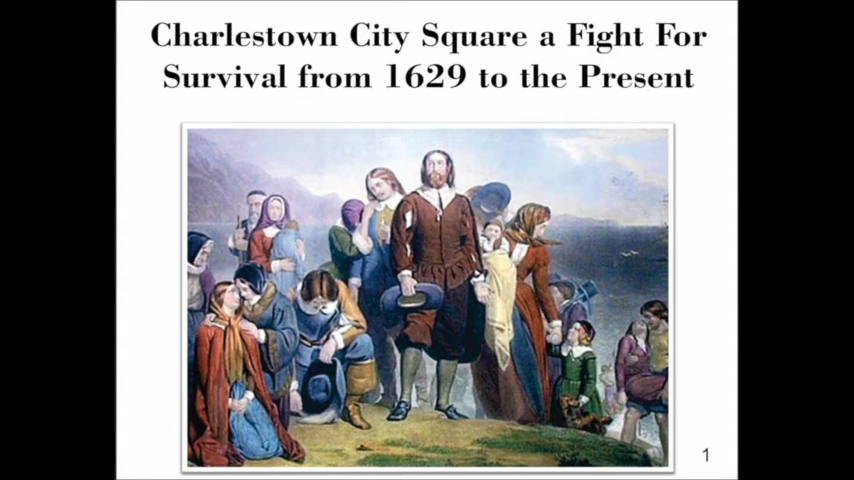 Charlestown City Square a Fight For
Survival from 1629 to the Present
1